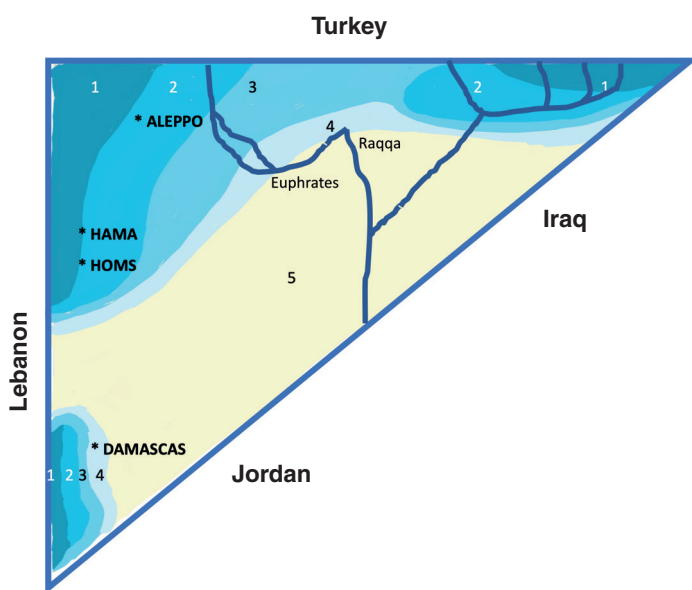 Turkey
1 2 3 2 1
* ALEPPO
4
Raqqa
Euphrates
* HAMA
Iraq
* HOMS
5
Lebanon
* DAMASCAS
1 2 3 4
Jordan